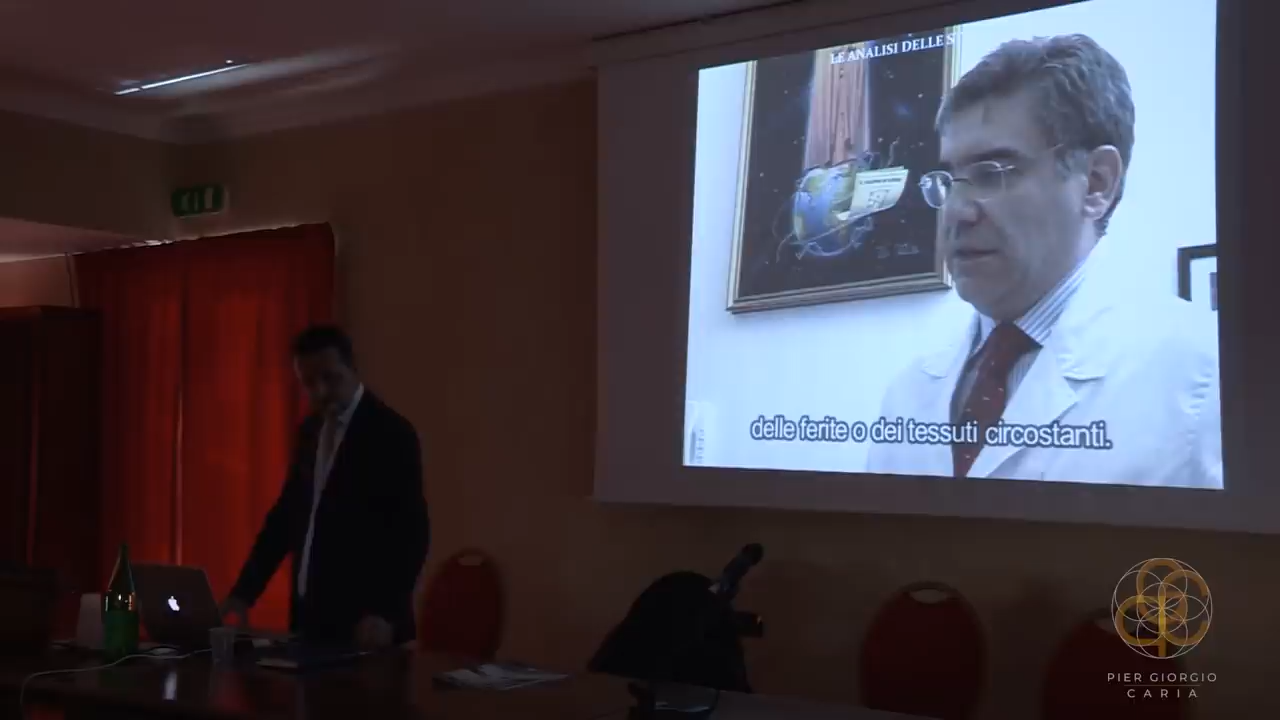 LE ANALISI DELLE S
delle ferite o dei tessuti circostanti.
PIER GIORGIO
CARIA